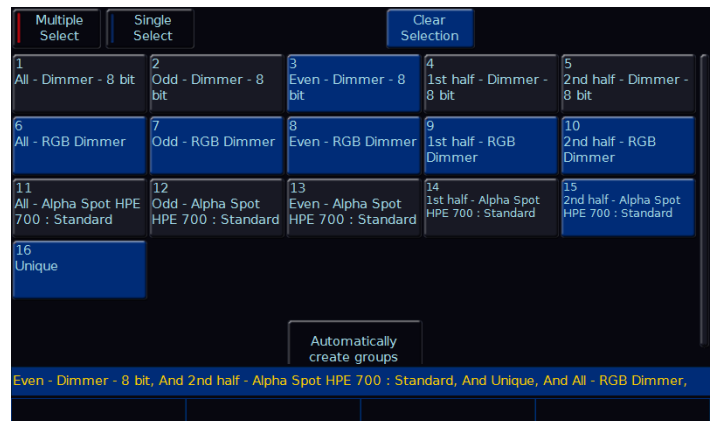 Multiple
Select
Single
Select
Clear
Selection
1
All - Dimmer - 8 bit
2
Odd - Dimmer - 8
bit
3
Even - Dimmer - 8
bit
4
1st half - Dimmer -
8 bit
5
2nd half - Dimmer -
8 bit
6
All - RGB Dimmer
7
Odd - RGB Dimmer
8
Even - RGB Dimmer
9
1st half - RGB
Dimmer
10
2nd half - RGB
Dimmer
11
All - Alpha Spot HPE
700 : Standard
12
Odd - Alpha Spot
HPE 700 : Standard
13
Even - Alpha Spot
HPE 700 : Standard
14
1st half - Alpha Spot
HPE 700 : Standard
15
2nd half - Alpha Spot
HPE 700 : Standard
16
Unique
Automatically
create groups
Even - Dimmer - 8 bit, And 2nd half - Alpha Spot HPE 700 : Standard, And Unique, And All - RGB Dimmer,